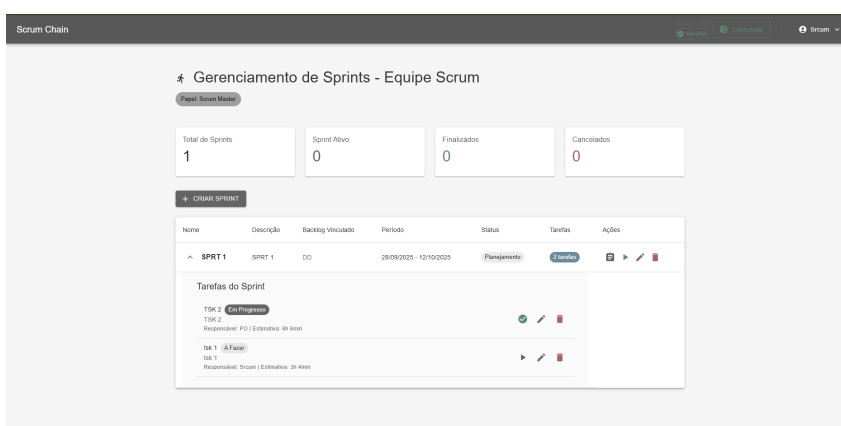 Scrum Chain
Hardhat
Conectado
Srcum
Gerenciamento de Sprints - Equipe Scrum
Papel: Scrum Master
Total de Sprints
1
Sprint Ativo
0
Finalizados
0
Cancelados
0
+ CRIAR SPRINT
Nome Descrição Backlog Vinculado Período Status Tarefas Ações
SPRT 1 SPRT 1 DD 28/09/2025 - 12/10/2025 Planejamento 2 tarefas
Tarefas do Sprint
TSK 2 Em Progresso
TSK 2
Responsável: PO | Estimativa: 6h 6min
tsk 1 A Fazer
tsk 1
Responsável: Srcum | Estimativa: 3h 4min